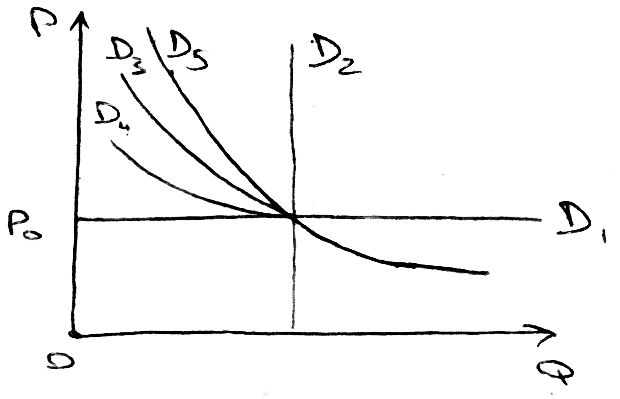 P
D₃ D₅ D₂
D₄
P₀ D₁
O Q